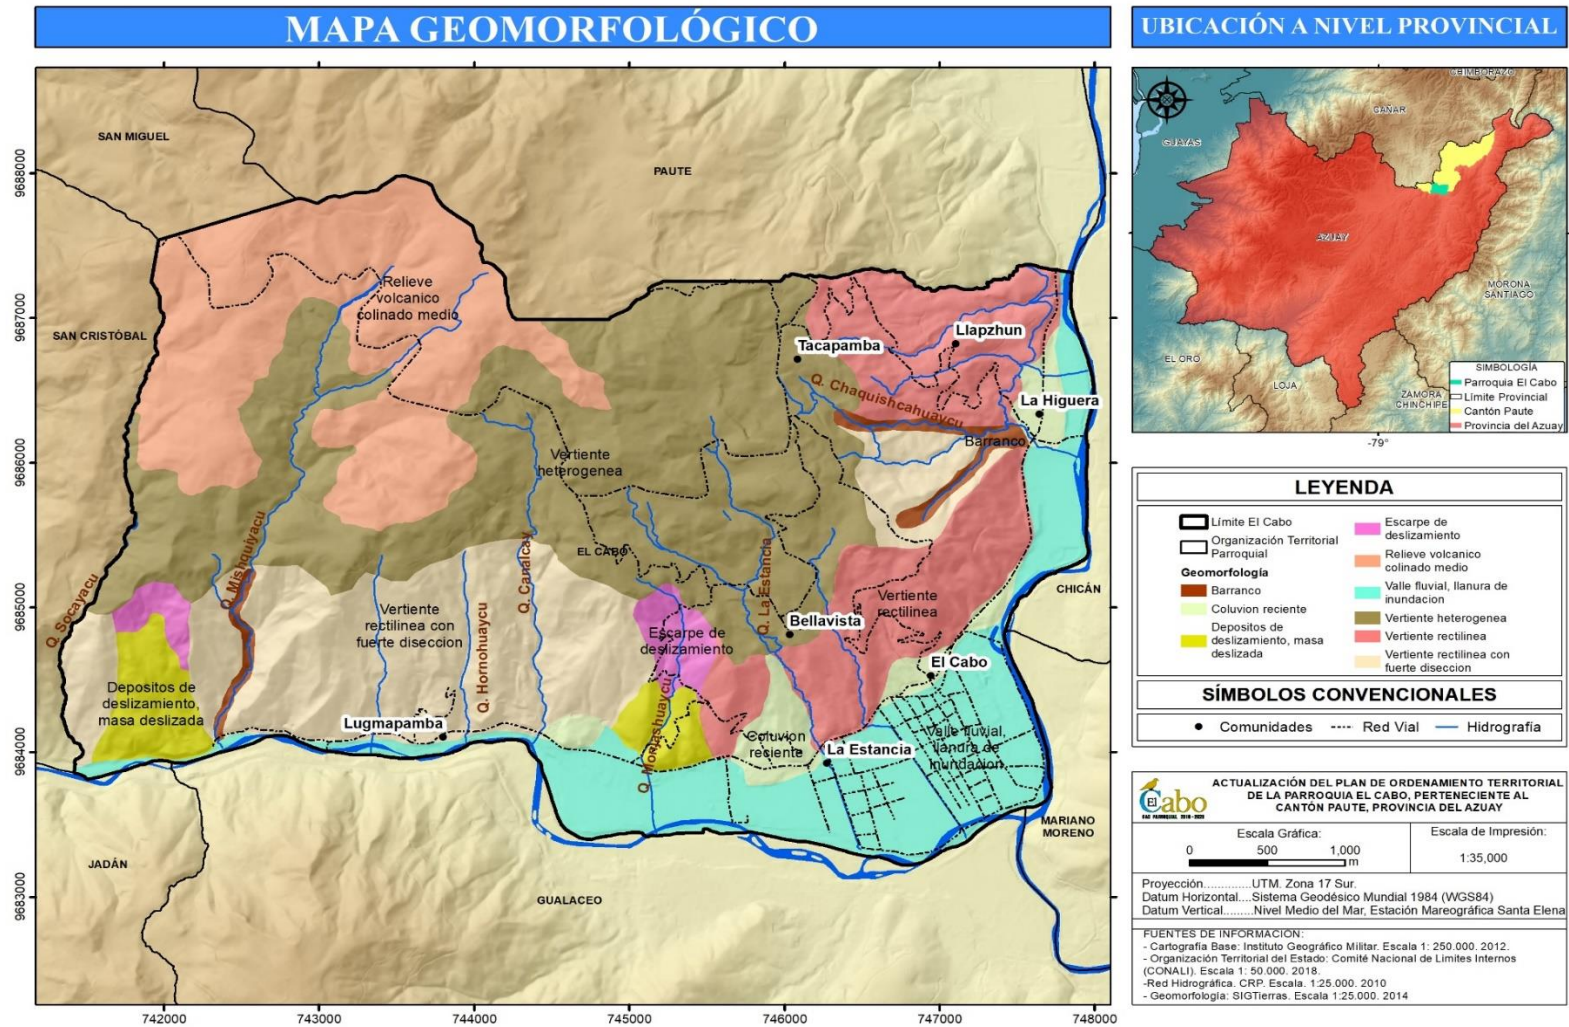 MAPA GEOMORFOLÓGICO
SAN MIGUEL
PAUTE
SAN CRISTÓBAL
Relieve
volcanico
colinado medio
Tacapamba
Llapzhun
Q. Chaquishcahuaycu
La Higuera
Barranco
Vertiente
heterogenea
EL CABO
Q. Mishquiyacu
Q. Canalcay
Q. La Estancia
Q. Socayacu
CHICÁN
Vertiente
rectilinea con
fuerte diseccion
Q. Hornohuaycu
Escarpe de
deslizamiento
Bellavista
Vertiente
rectilinea
El Cabo
Depositos de
deslizamiento,
masa deslizada
Lugmapamba
Coluvion
reciente
La Estancia
Valle fluvial,
llanura de
inundacion
MARIANO
MORENO
JADÁN
GUALACEO
9688000
9687000
9686000
9685000
9684000
9683000
742000
743000
744000
745000
746000
747000
748000
UBICACIÓN A NIVEL PROVINCIAL
CHIMBORAZO
CAÑAR
GUAYAS
AZUAY
MORONA
SANTIAGO
EL ORO
LOJA
ZAMORA
CHINCHIPE
SIMBOLOGÍA
Parroquia El Cabo
Límite Provincial
Cantón Paute
Provincia del Azuay
-79°
LEYENDA
Límite El Cabo
Organización Territorial
Parroquial
Geomorfología
Barranco
Coluvion reciente
Depositos de
deslizamiento, masa
deslizada
Escarpe de
deslizamiento
Relieve volcanico
colinado medio
Valle fluvial, llanura de
inundacion
Vertiente heterogenea
Vertiente rectilinea
Vertiente rectilinea con
fuerte diseccion
SÍMBOLOS CONVENCIONALES
Comunidades
Red Vial
Hidrografía
El Cabo
ACTUALIZACIÓN DEL PLAN DE ORDENAMIENTO TERRITORIAL
DE LA PARROQUIA EL CABO, PERTENECIENTE AL
CANTÓN PAUTE, PROVINCIA DEL AZUAY
Escala Gráfica:
0 500 1,000
m
Escala de Impresión:
1:35,000
Proyección.............UTM. Zona 17 Sur.
Datum Horizontal....Sistema Geodésico Mundial 1984 (WGS84)
Datum Vertical.........Nivel Medio del Mar, Estación Mareográfica Santa Elena
FUENTES DE INFORMACION:
- Cartografía Base: Instituto Geográfico Militar. Escala 1: 250.000. 2012.
- Organización Territorial del Estado: Comité Nacional de Limites Internos
(CONALI). Escala 1: 50.000. 2018.
-Red Hidrográfica. CRP. Escala. 1:25.000. 2010
- Geomorfología: SIGTierras. Escala 1:25.000. 2014